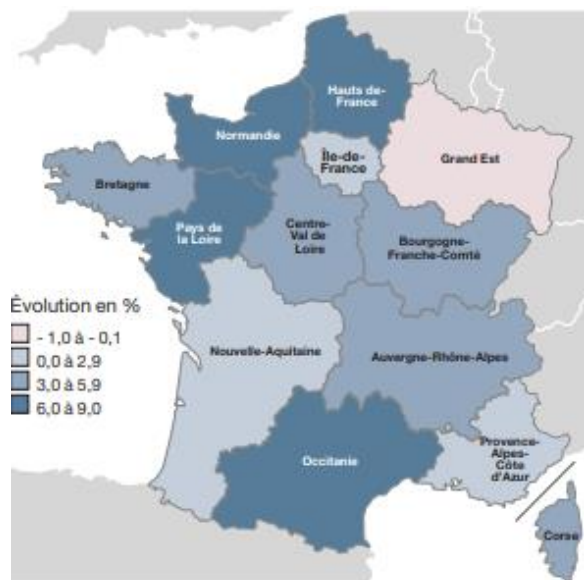 Hauts de-
France
Normandie
Île-de-
France
Grand Est
Bretagne
Pays de
la Loire
Centre-
Val de
Loire
Bourgogne-
Franche-Comté
Évolution en %
- 1,0 à - 0,1
0,0 à 2,9
3,0 à 5,9
6,0 à 9,0
Nouvelle-Aquitaine
Auvergne-Rhône-Alpes
Occitanie
Provence-
Alpes-
Côte
d'Azur
Corse